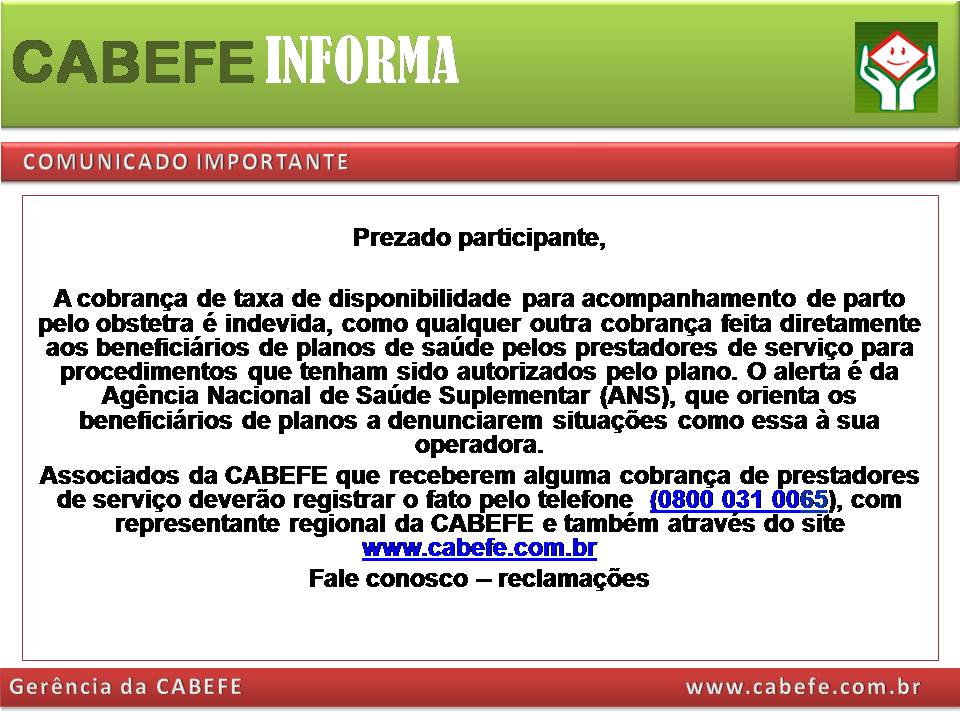 CABEFE INFORMA
COMUNICADO IMPORTANTE
Prezado participante,
A cobrança de taxa de disponibilidade para acompanhamento de parto
pelo obstetra é indevida, como qualquer outra cobrança feita diretamente
aos beneficiários de planos de saúde pelos prestadores de serviço para
procedimentos que tenham sido autorizados pelo plano. O alerta é da
Agência Nacional de Saúde Suplementar (ANS), que orienta os
beneficiários de planos a denunciarem situações como essa à sua
operadora.
Associados da CABEFE que receberem alguma cobrança de prestadores
de serviço deverão registrar o fato pelo telefone (0800 031 0065), com
representante regional da CABEFE e também através do site
www.cabefe.com.br
Fale conosco – reclamações
Gerência da CABEFE www.cabefe.com.br